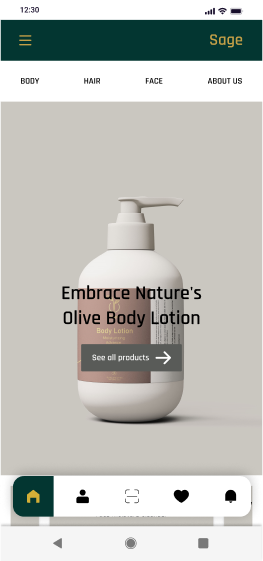 12:30
Sage
BODY HAIR FACE ABOUT US
Embrace Nature's
Olive Body Lotion
Body Lotion
See all products